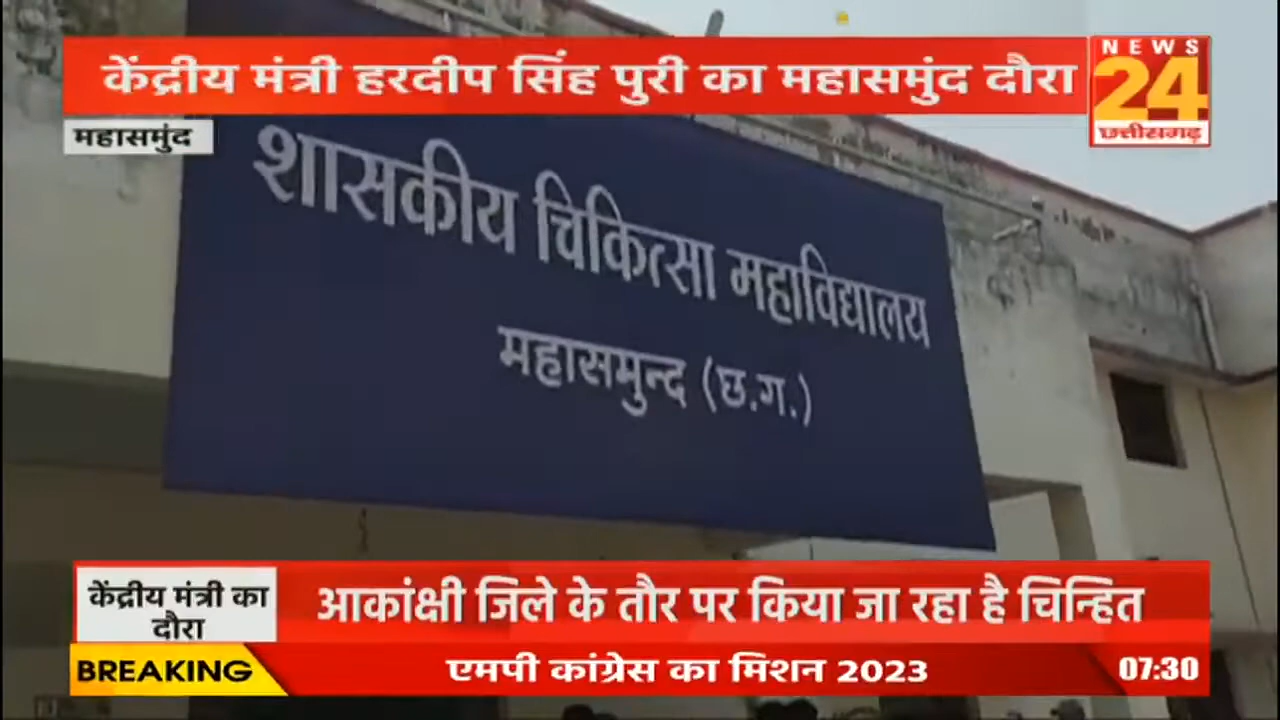 केंद्रीय मंत्री हरदीप सिंह पुरी का महासमुंद दौरा
NEWS
24
छत्तीसगढ़
महासमुंद
शासकीय चिकित्सा महाविद्यालय
महासमुन्द (छ.ग.)
केंद्रीय मंत्री का
दौरा
आकांक्षी जिले के तौर पर किया जा रहा है चिन्हित
BREAKING
एमपी कांग्रेस का मिशन 2023
07:30